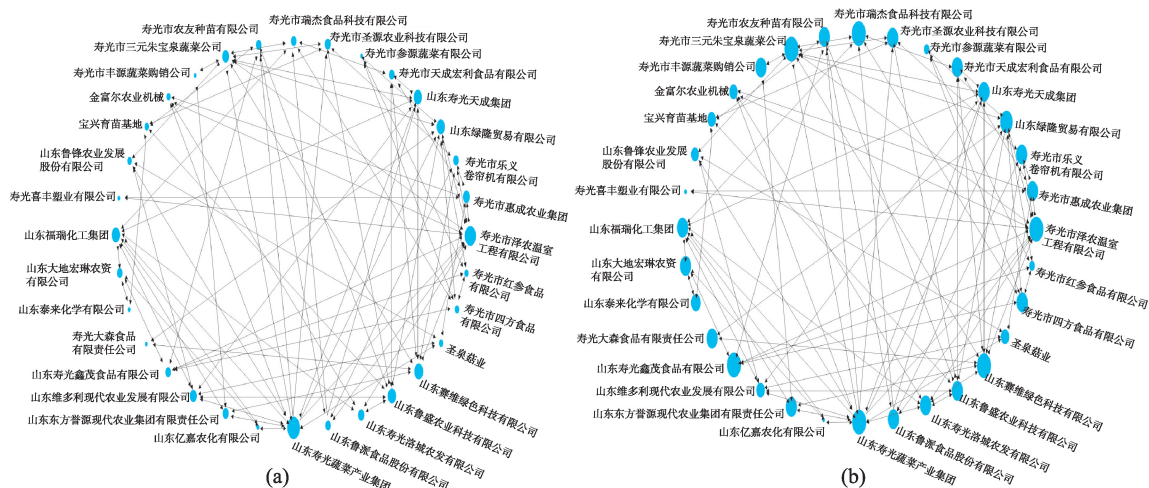 寿光市瑞杰食品科技有限公司
寿光市农友种苗有限公司
寿光市圣源农业科技有限公司
寿光市三元朱宝泉蔬菜公司
寿光市参源蔬菜有限公司
寿光市丰源蔬菜购销公司
寿光市天成宏利食品有限公司
金富尔农业机械
山东寿光天成集团
宝兴育苗基地
山东绿隆贸易有限公司
山东鲁锋农业发展
股份有限公司
寿光市乐义
卷帘机有限公司
寿光喜丰塑业有限公司
寿光市惠成农业集团
山东福瑞化工集团
寿光市泽农温室
工程有限公司
山东大地宏琳农资
有限公司
寿光市红参食品
有限公司
山东泰来化学有限公司
寿光市四方食品
有限公司
寿光大森食品
有限责任公司
圣泉菇业
山东寿光鑫茂食品有限公司
山东赛维绿色科技有限公司
山东维多利现代农业发展有限公司
山东鲁盛农业科技有限公司
山东东方誉源现代农业集团有限责任公司
山东寿光洛城农发有限公司
山东亿嘉农化有限公司
山东鲁派食品股份有限公司
山东寿光蔬菜产业集团
(a)
寿光市瑞杰食品科技有限公司
寿光市农友种苗有限公司
寿光市圣源农业科技有限公司
寿光市三元朱宝泉蔬菜公司
寿光市参源蔬菜有限公司
寿光市丰源蔬菜购销公司
寿光市天成宏利食品有限公司
金富尔农业机械
山东寿光天成集团
宝兴育苗基地
山东绿隆贸易有限公司
山东鲁锋农业发展
股份有限公司
寿光市乐义
卷帘机有限公司
寿光喜丰塑业有限公司
寿光市惠成农业集团
山东福瑞化工集团
寿光市泽农温室
工程有限公司
山东大地宏琳农资
有限公司
寿光市红参食品有限公司
山东泰来化学有限公司
寿光市四方食品有限公司
寿光大森食品有限责任公司
圣泉菇业
山东寿光鑫茂食品有限公司
山东赛维绿色科技有限公司
山东维多利现代农业发展有限公司
山东鲁盛农业科技有限公司
山东东方誉源现代农业集团有限责任公司
山东寿光洛城农发有限公司
山东亿嘉农化有限公司
山东鲁派食品股份有限公司
山东寿光蔬菜产业集团
(b)